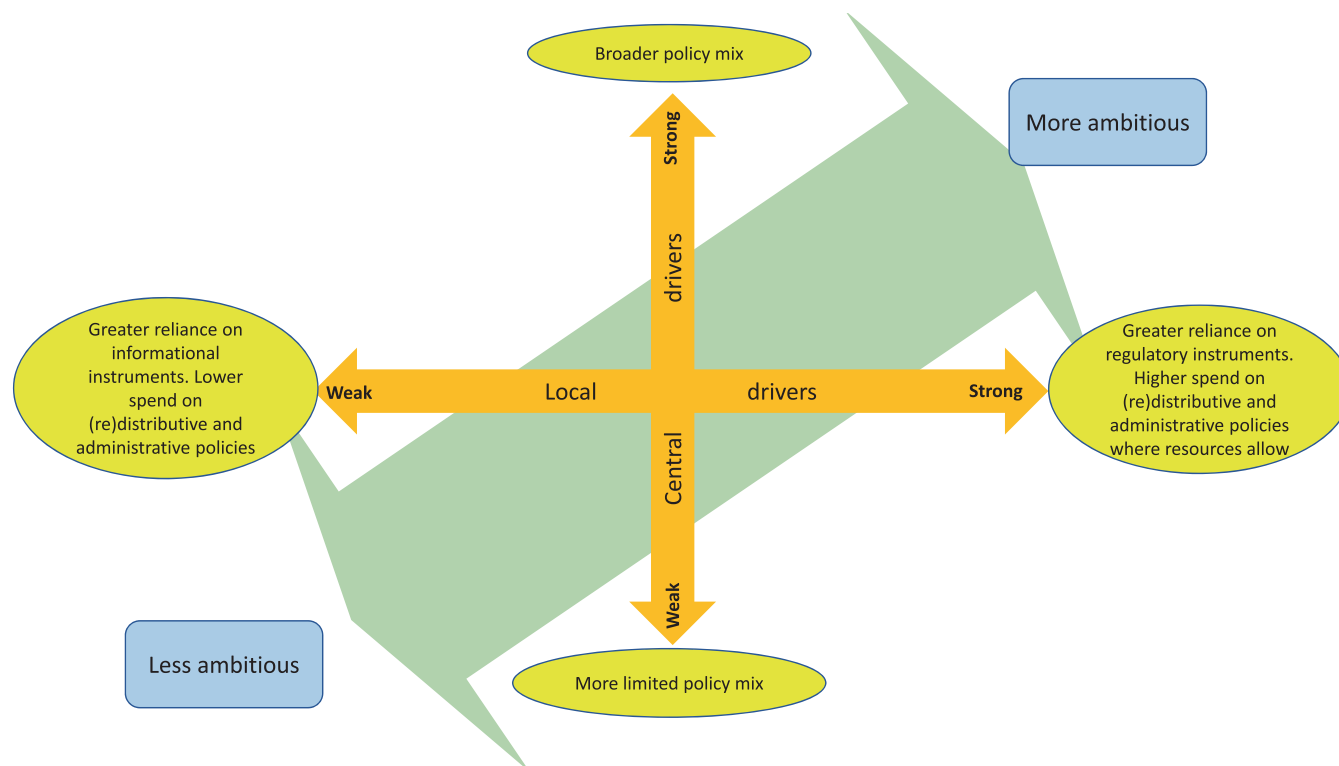 Broader policy mix
More ambitious
Strong
drivers
Greater reliance on
informational
instruments. Lower
spend on
(re)distributive and
administrative policies
Weak
Local
drivers
Strong
Greater reliance on
regulatory instruments.
Higher spend on
(re)distributive and
administrative policies
where resources allow
Central
Weak
Less ambitious
More limited policy mix